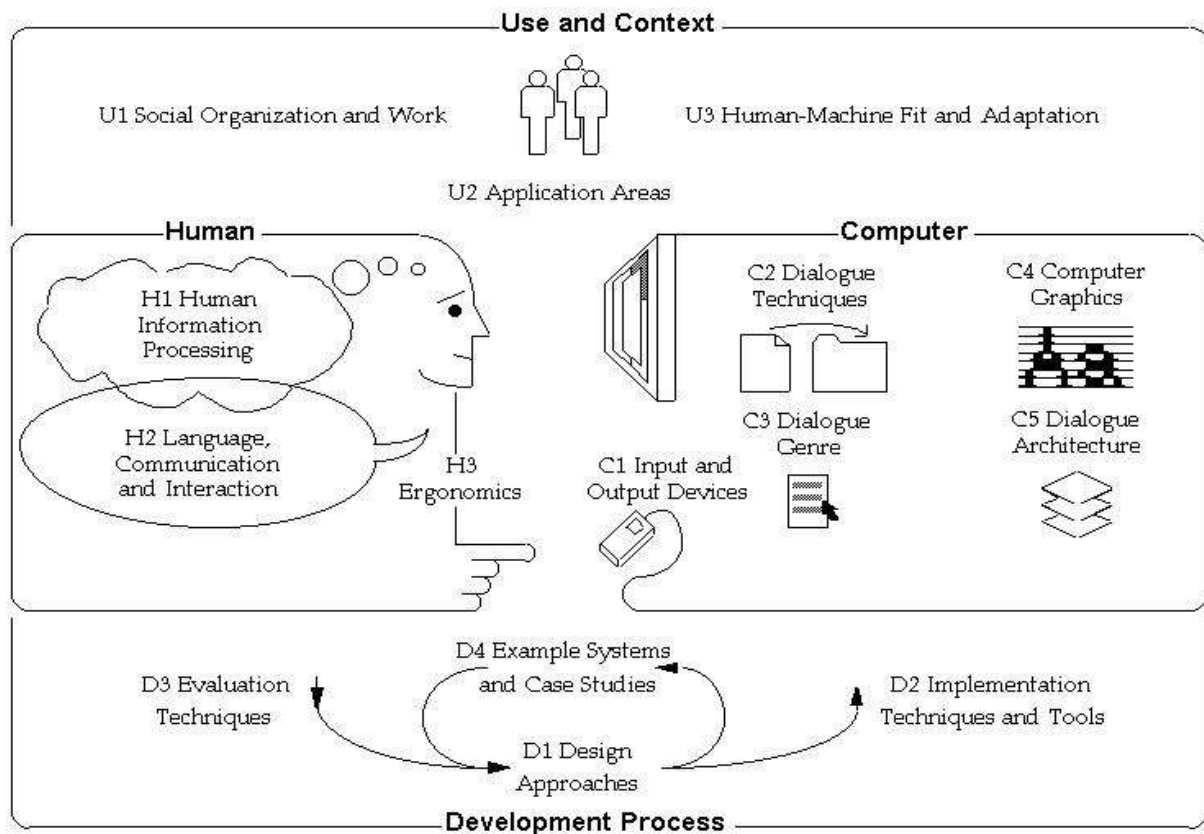 Use and Context
U1 Social Organization and Work
U3 Human-Machine Fit and Adaptation
U2 Application Areas
Human
H1 Human
Information
Processing
H2 Language,
Communication
and Interaction
H3
Ergonomics
Computer
C1 Input and
Output Devices
C2 Dialogue
Techniques
C3 Dialogue
Genre
C4 Computer
Graphics
C5 Dialogue
Architecture
D3 Evaluation
Techniques
D4 Example Systems
and Case Studies
D1 Design
Approaches
D2 Implementation
Techniques and Tools
Development Process